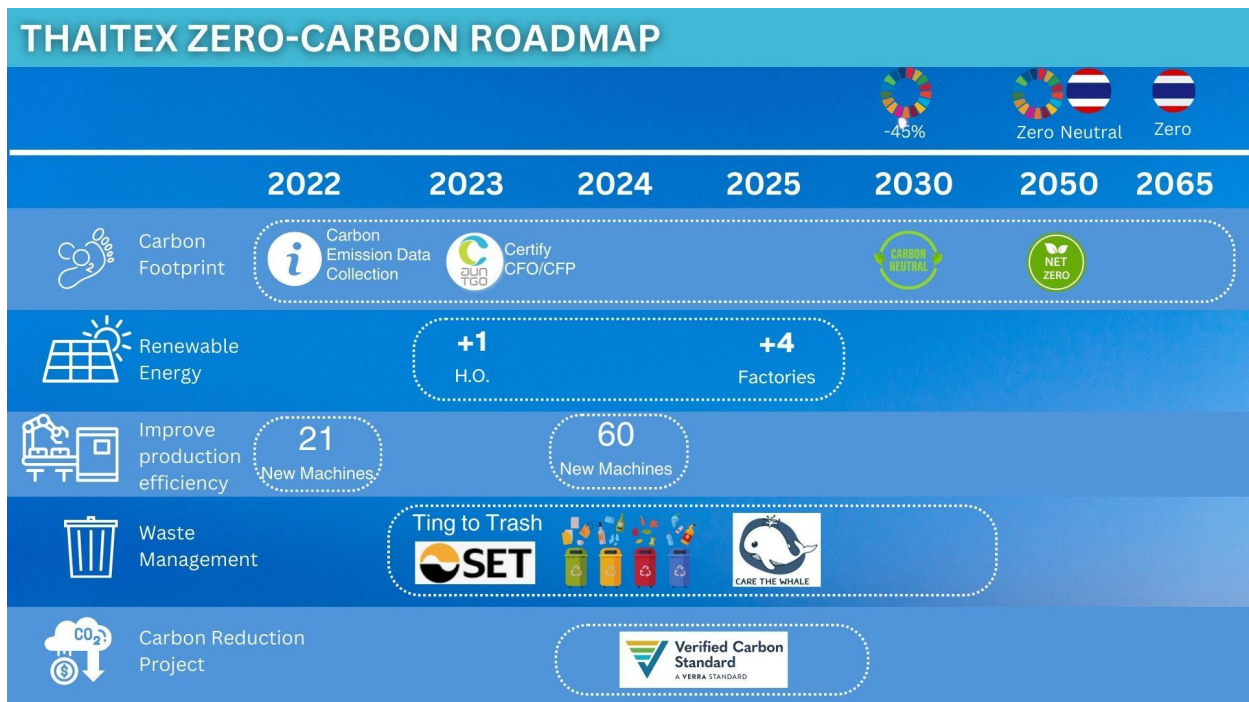 THAITEX ZERO-CARBON ROADMAP
-45%
Zero Neutral
Zero
2022 2023 2024 2025 2030 2050 2065
Carbon
Footprint
Carbon
Emission Data
Collection
TGO
Certify
CFO/CFP
CARBON
NEUTRAL
NET
ZERO
CO2
Renewable
Energy
+1
H.O.
+4
Factories
Improve
production
efficiency
21
New Machines
60
New Machines
Waste
Management
Ting to Trash
SET
CARE THE WHALE
CO2
Carbon Reduction
Project
Verified Carbon
Standard
A VERRA STANDARD